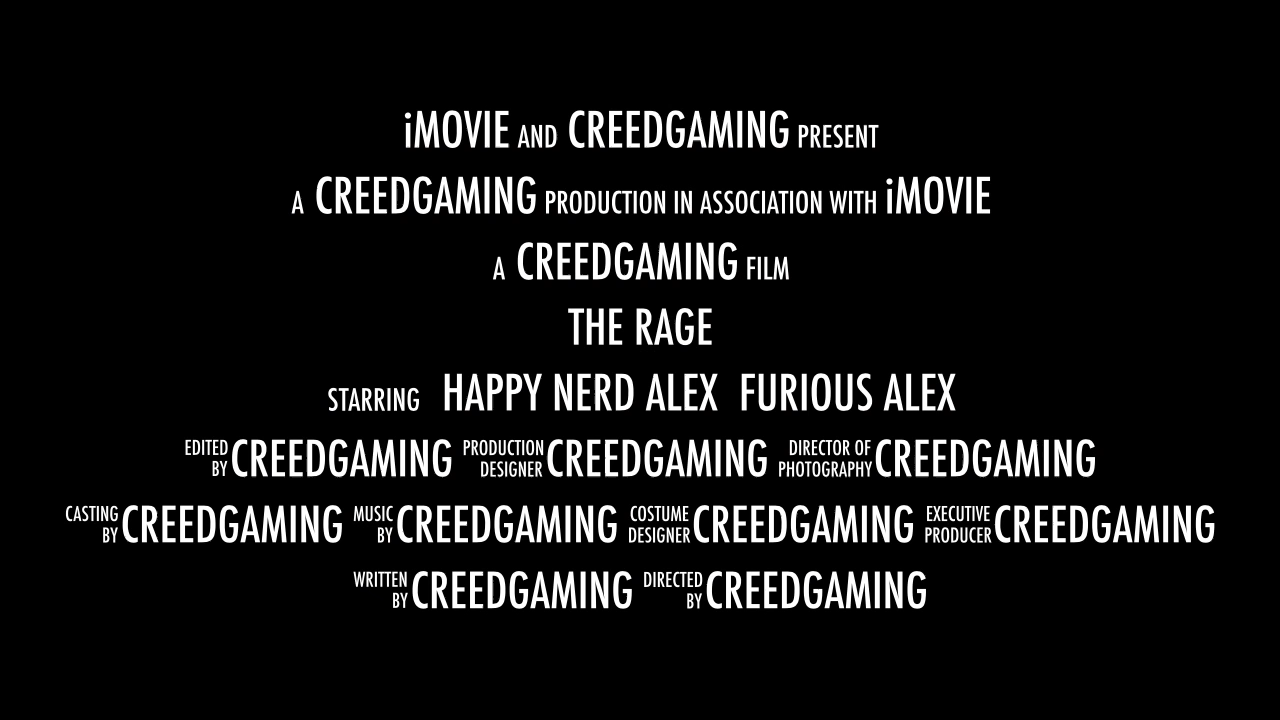 iMOVIE AND CREEDGAMING PRESENT
A CREEDGAMING PRODUCTION IN ASSOCIATION WITH iMOVIE
A CREEDGAMING FILM
THE RAGE
STARRING HAPPY NERD ALEX FURIOUS ALEX
EDITED BY CREEDGAMING PRODUCTION DESIGNER CREEDGAMING DIRECTOR OF PHOTOGRAPHY CREEDGAMING
CASTING BY CREEDGAMING MUSIC BY CREEDGAMING COSTUME DESIGNER CREEDGAMING EXECUTIVE PRODUCER CREEDGAMING
WRITTEN BY CREEDGAMING DIRECTED BY CREEDGAMING